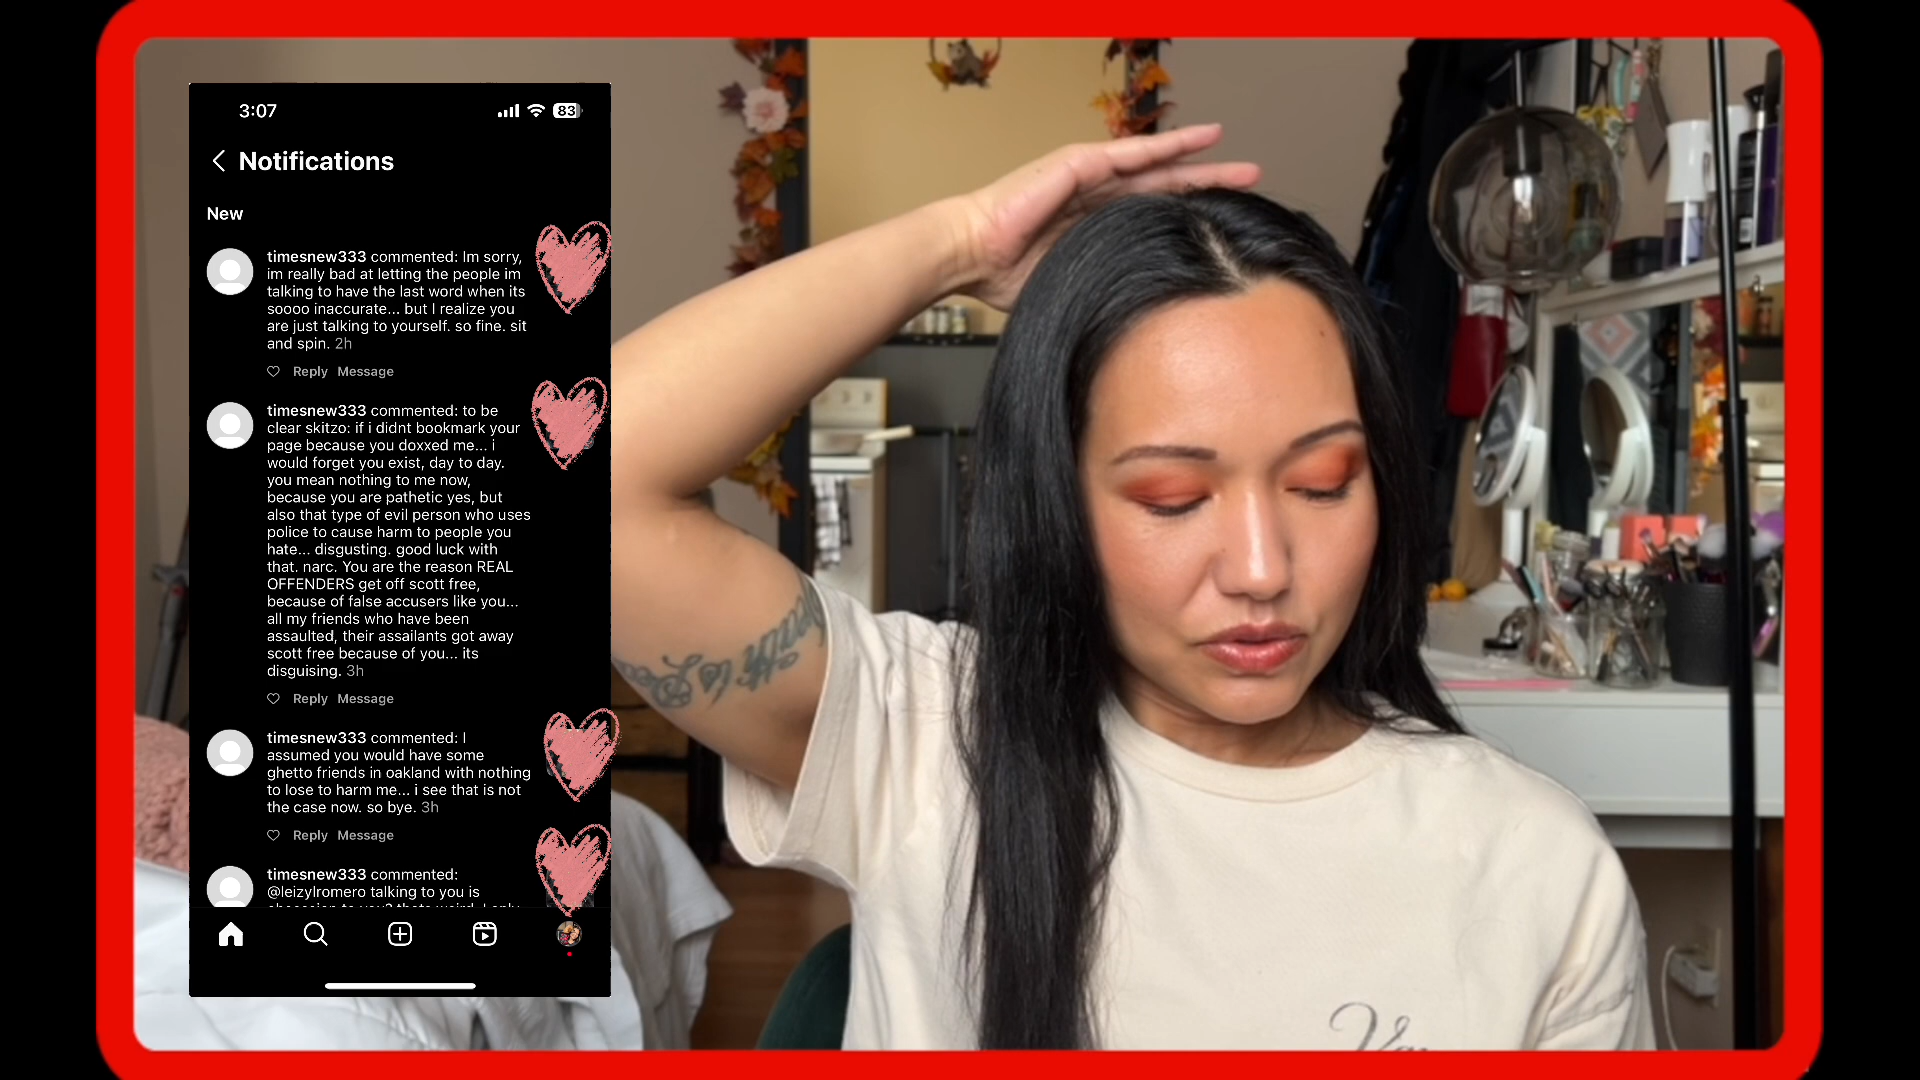 3:07
83
Notifications
New
timesnew333 commented: Im sorry,
im really bad at letting the people im
talking to have the last word when its
soooo inaccurate... but I realize you
are just talking to yourself. so fine. sit
and spin. 2h
Reply Message
timesnew333 commented: to be
clear skitzo: if i didnt bookmark your
page because you doxxed me... i
would forget you exist, day to day.
you mean nothing to me now,
because you are pathetic yes, but
also that type of evil person who uses
police to cause harm to people you
hate... disgusting. good luck with
that. narc. You are the reason REAL
OFFENDERS get off scott free,
because of false accusers like you...
all my friends who have been
assaulted, their assailants got away
scott free because of you... its
disguising. 3h
Reply Message
timesnew333 commented: I
assumed you would have some
ghetto friends in oakland with nothing
to lose to harm me... i see that is not
the case now. so bye. 3h
Reply Message
timesnew333 commented:
@leizylromero talking to you is